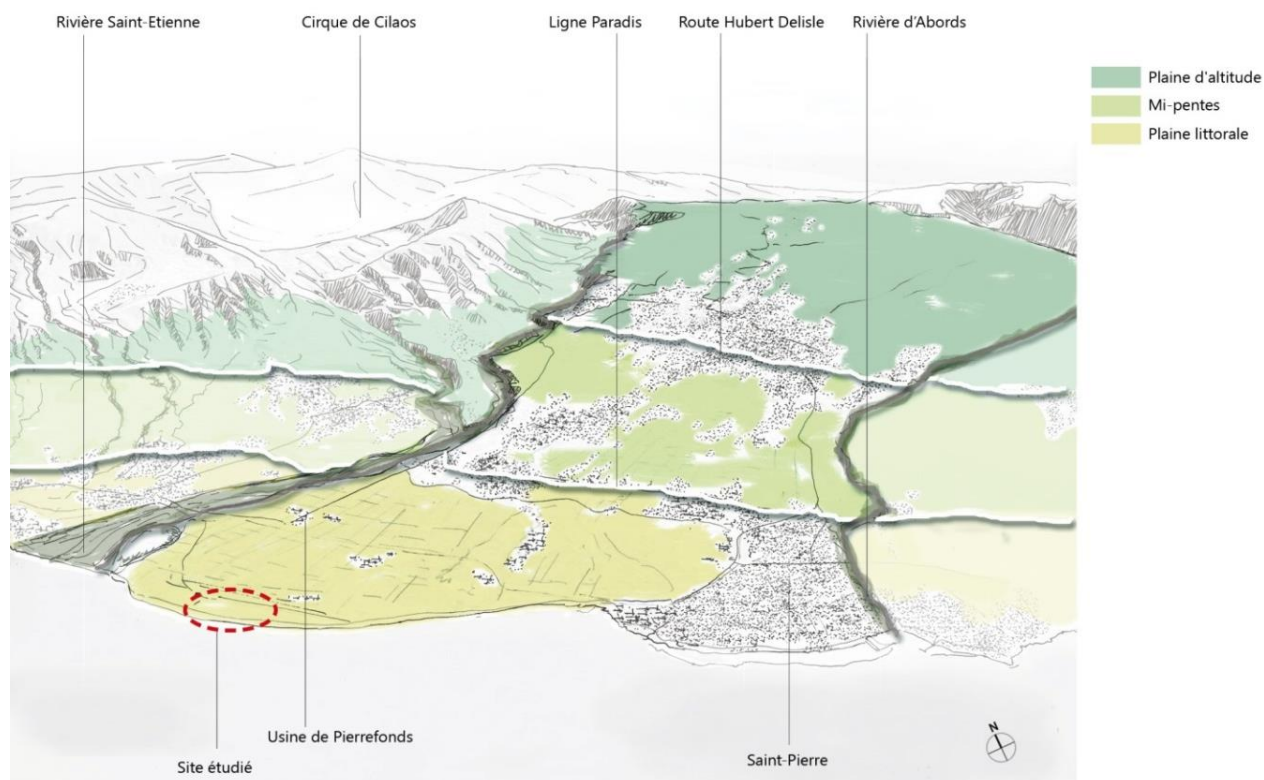 Rivière Saint-Etienne
Cirque de Cilaos
Ligne Paradis
Route Hubert Delisle
Rivière d'Abords
Plaine d'altitude
Mi-pentes
Plaine littorale
N
Usine de Pierrefonds
Site étudié
Saint-Pierre